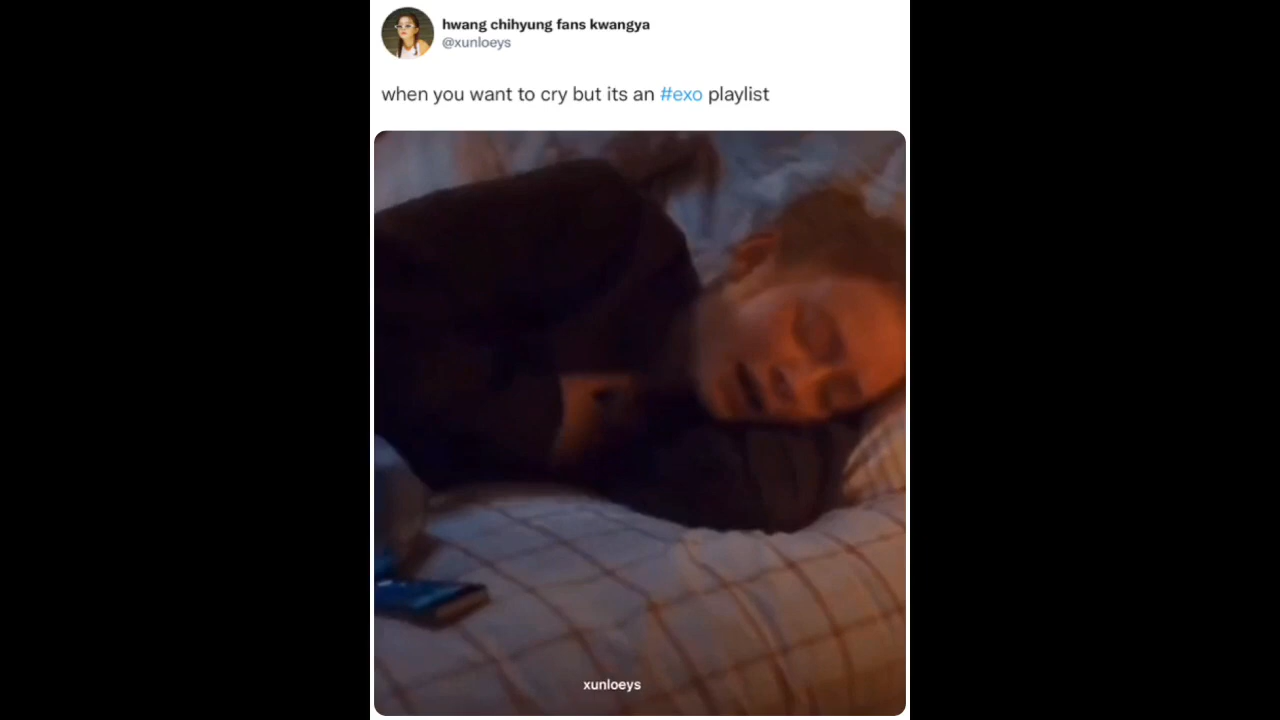 hwang chihyung fans kwangya
@xunloeys
when you want to cry but its an #exo playlist
xunloeys